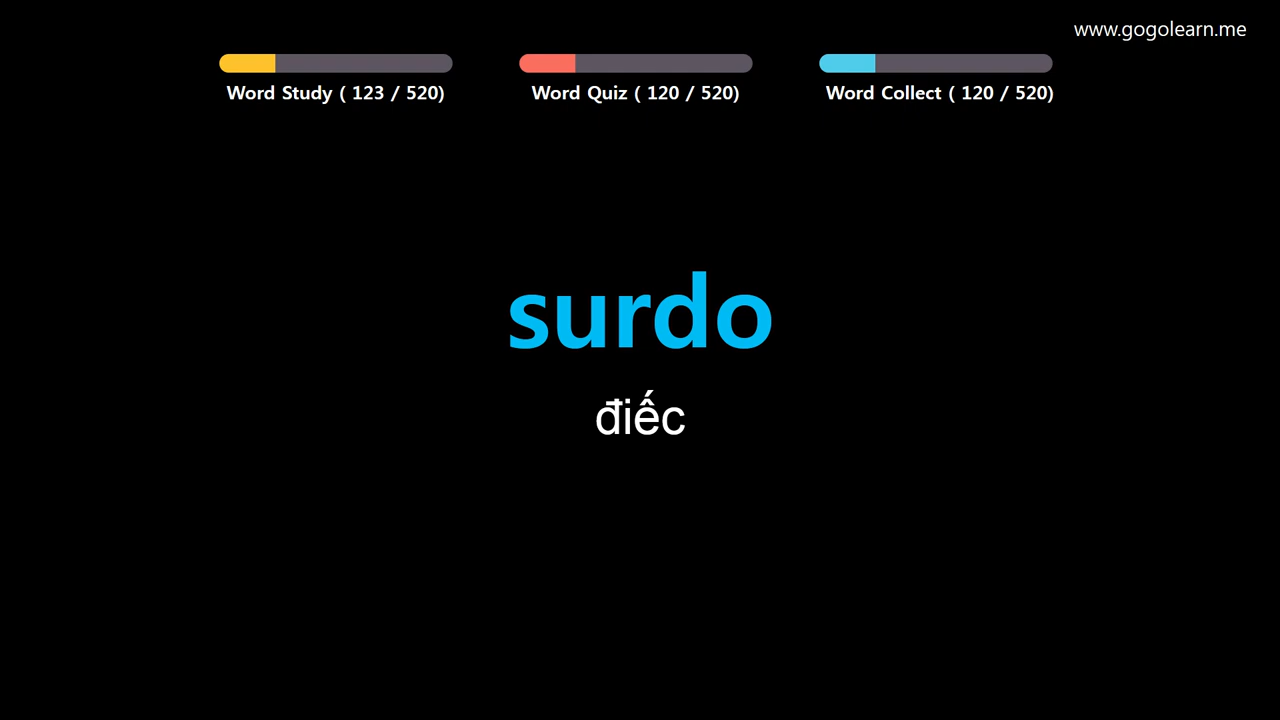 www.gogolearn.me
Word Study ( 123 / 520)
Word Quiz ( 120 / 520)
Word Collect ( 120 / 520)
surdo
điếc